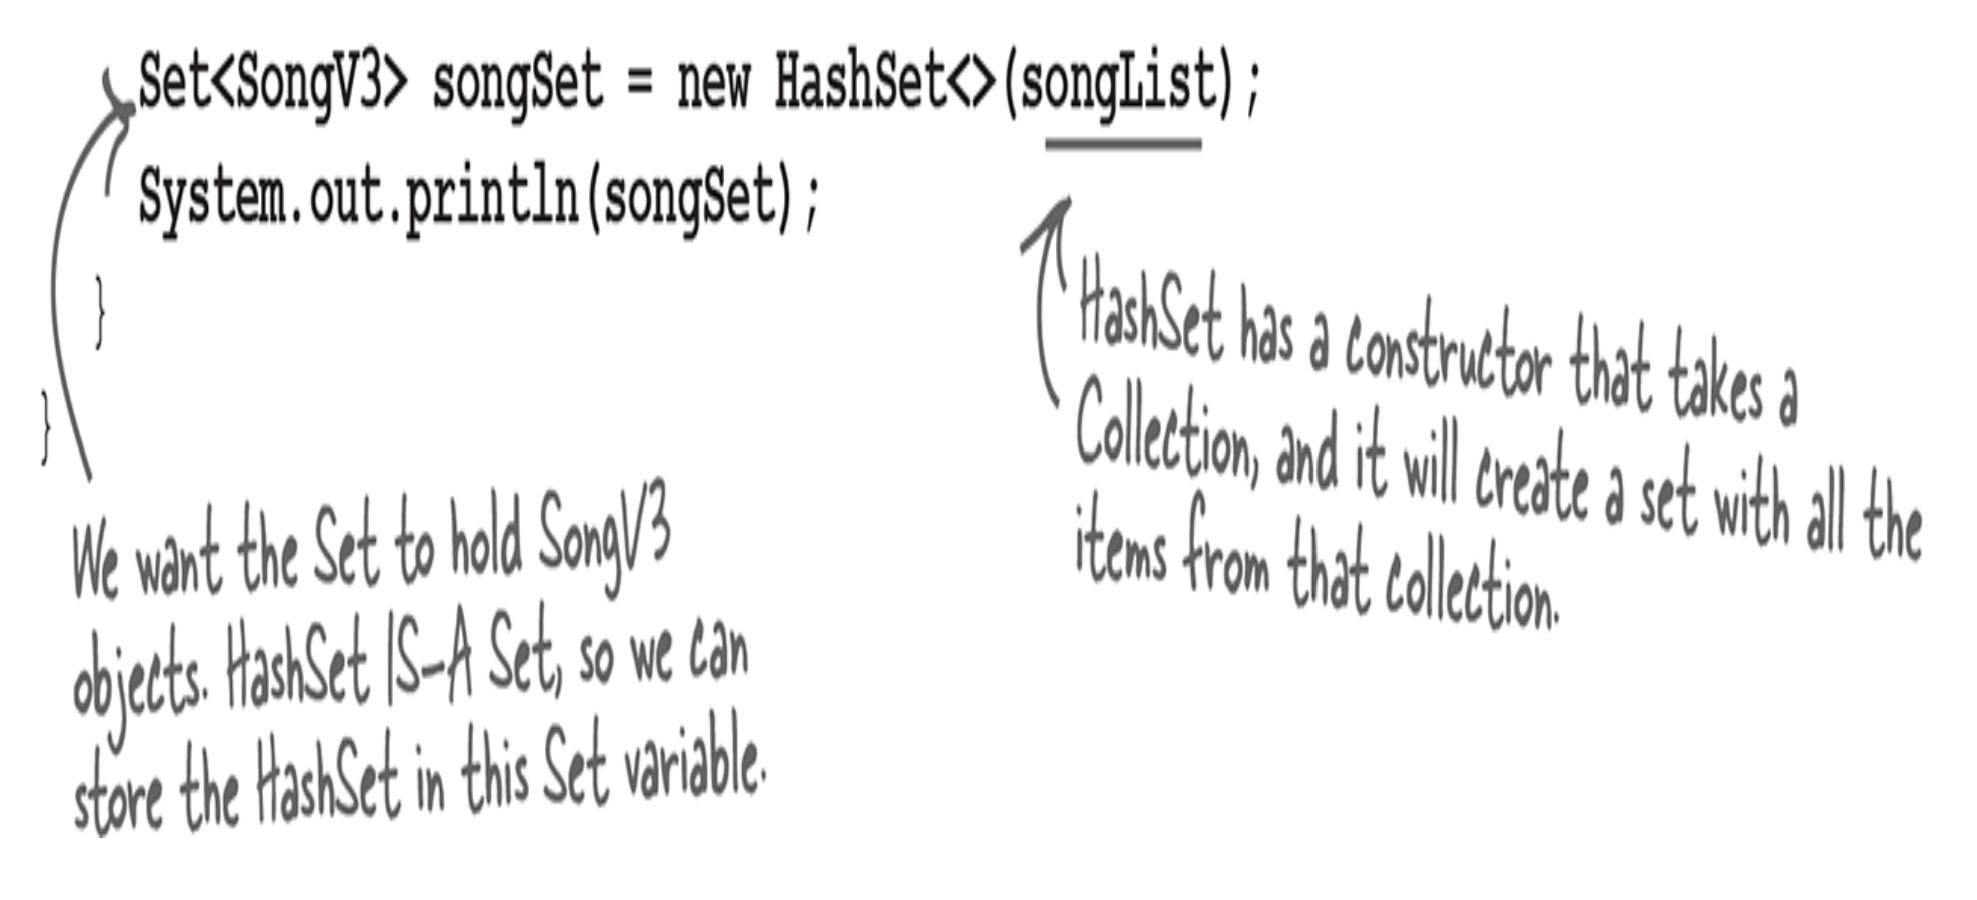 Set<SongV3> songSet = new HashSet<>(songList);
System.out.println(songSet);
}
}
HashSet has a constructor that takes a
Collection, and it will create a set with all the
items from that collection.
We want the Set to hold SongV3
objects. HashSet IS-A Set, so we can
store the HashSet in this Set variable.